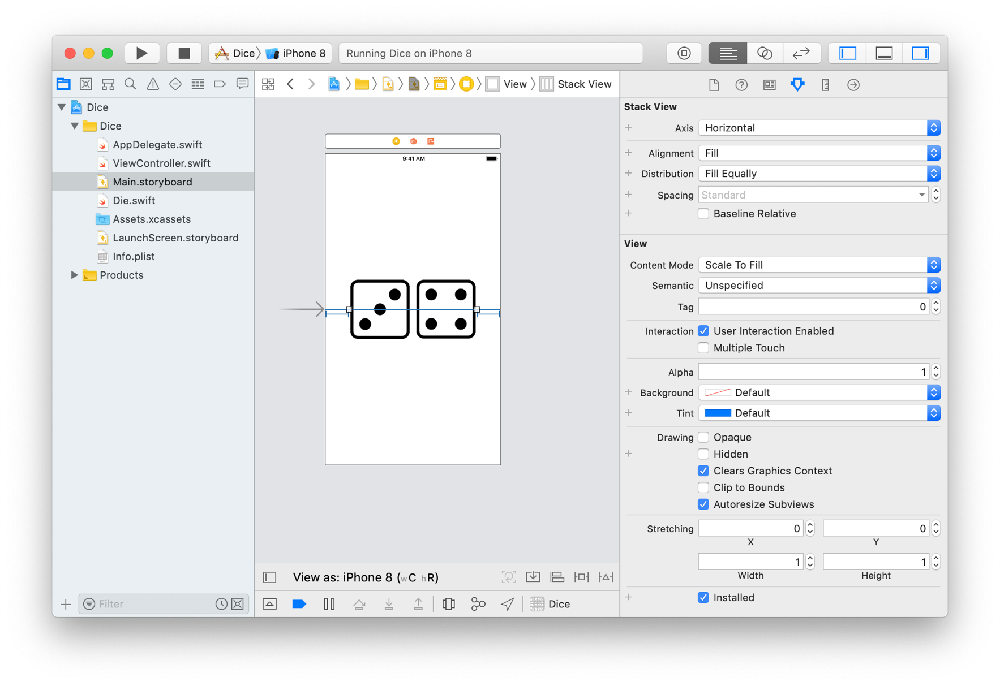 Dice
iPhone 8
Running Dice on iPhone 8
View
Stack View
Dice
Dice
AppDelegate.swift
ViewController.swift
Main.storyboard
Die.swift
Assets.xcassets
LaunchScreen.storyboard
Info.plist
Products
Filter
9:41 AM
View as: iPhone 8 (wC hR)
Dice
Stack View
Axis Horizontal
Alignment Fill
Distribution Fill Equally
Spacing Standard
Baseline Relative
View
Content Mode Scale To Fill
Semantic Unspecified
Tag 0
Interaction User Interaction Enabled
Multiple Touch
Alpha 1
Background Default
Tint Default
Drawing Opaque
Hidden
Clears Graphics Context
Clip to Bounds
Autoresize Subviews
Stretching 0 0
X Y
1 1
Width Height
Installed